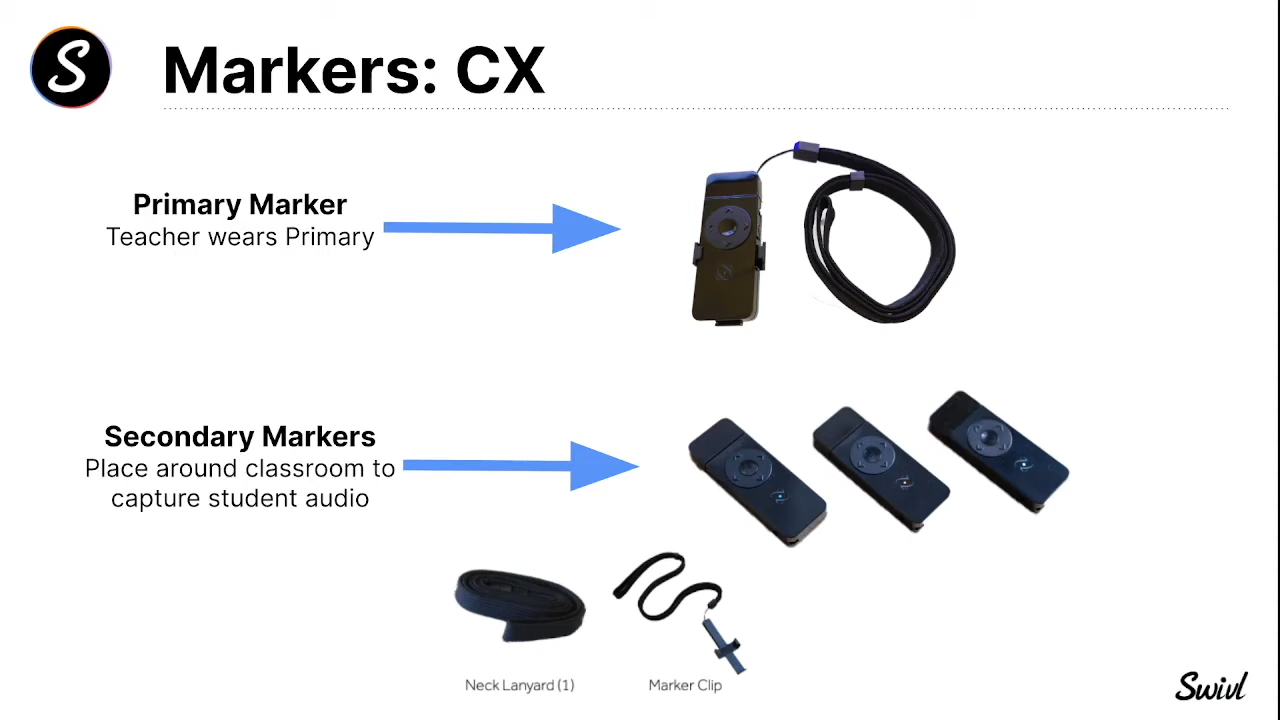 Markers: CX
Primary Marker
Teacher wears Primary
Secondary Markers
Place around classroom to
capture student audio
Neck Lanyard (1)
Marker Clip
Swivl